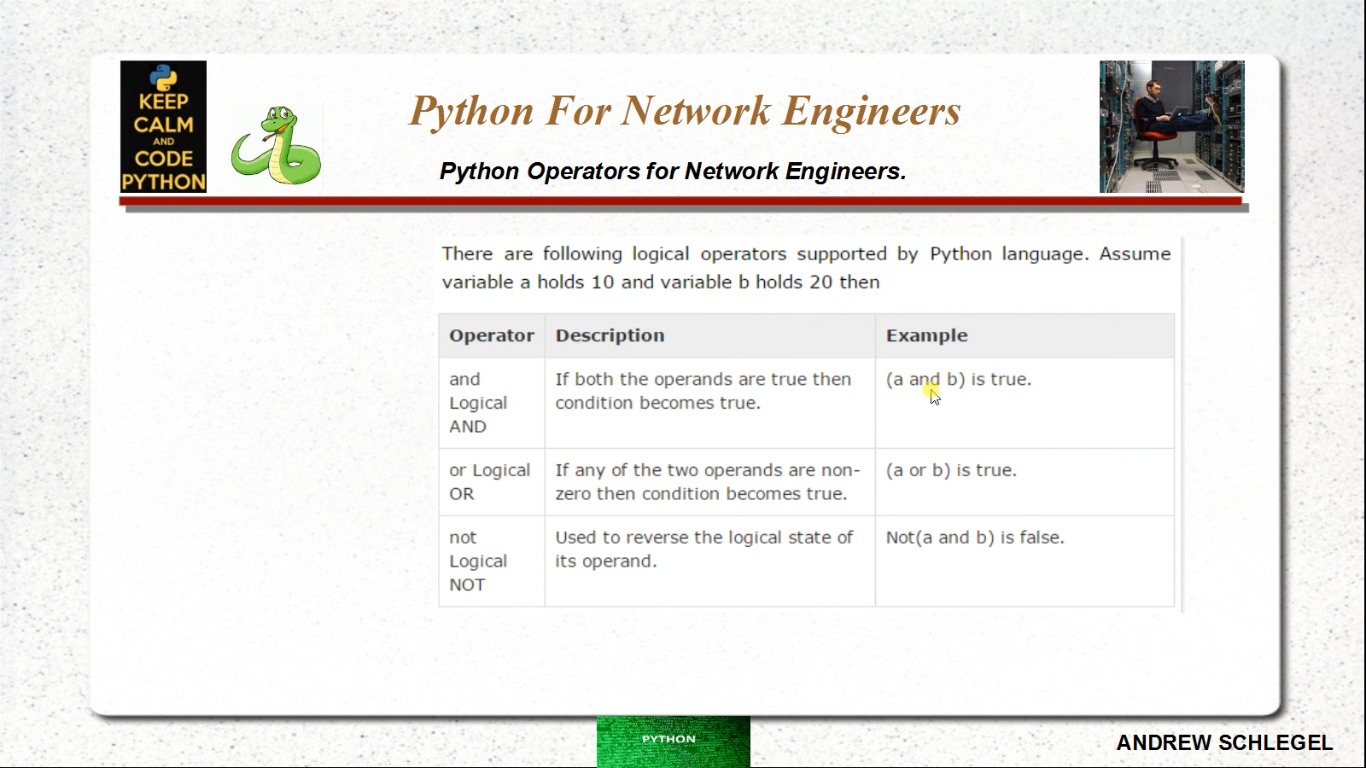 KEEP
CALM
AND
CODE
PYTHON
Python For Network Engineers
Python Operators for Network Engineers.
There are following logical operators supported by Python language. Assume
variable a holds 10 and variable b holds 20 then
Operator Description Example
and If both the operands are true then (a and b) is true.
Logical condition becomes true.
AND
or Logical If any of the two operands are non- (a or b) is true.
OR zero then condition becomes true.
not Used to reverse the logical state of Not(a and b) is false.
Logical its operand.
NOT
PYTHON
ANDREW SCHLEGEL